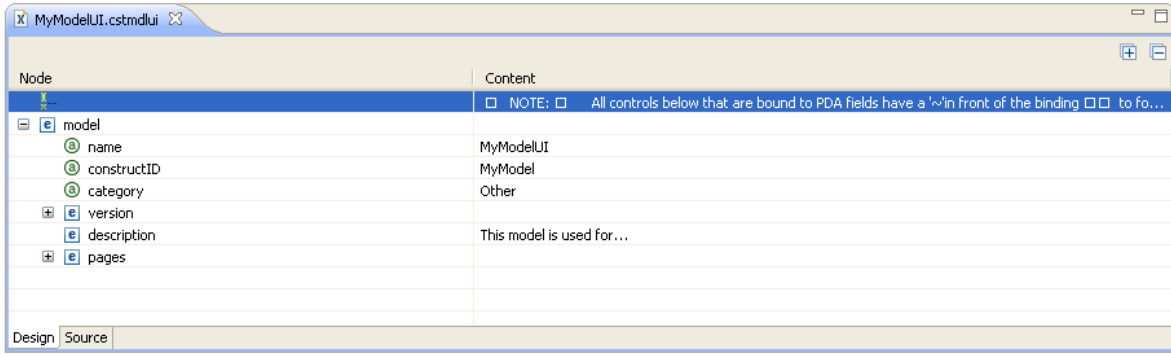 MyModelUI.cstmdlui
Node Content
NOTE: All controls below that are bound to PDA fields have a '~'in front of the binding to fo...
model
name MyModelUI
constructID MyModel
category Other
version
description This model is used for...
pages
Design Source